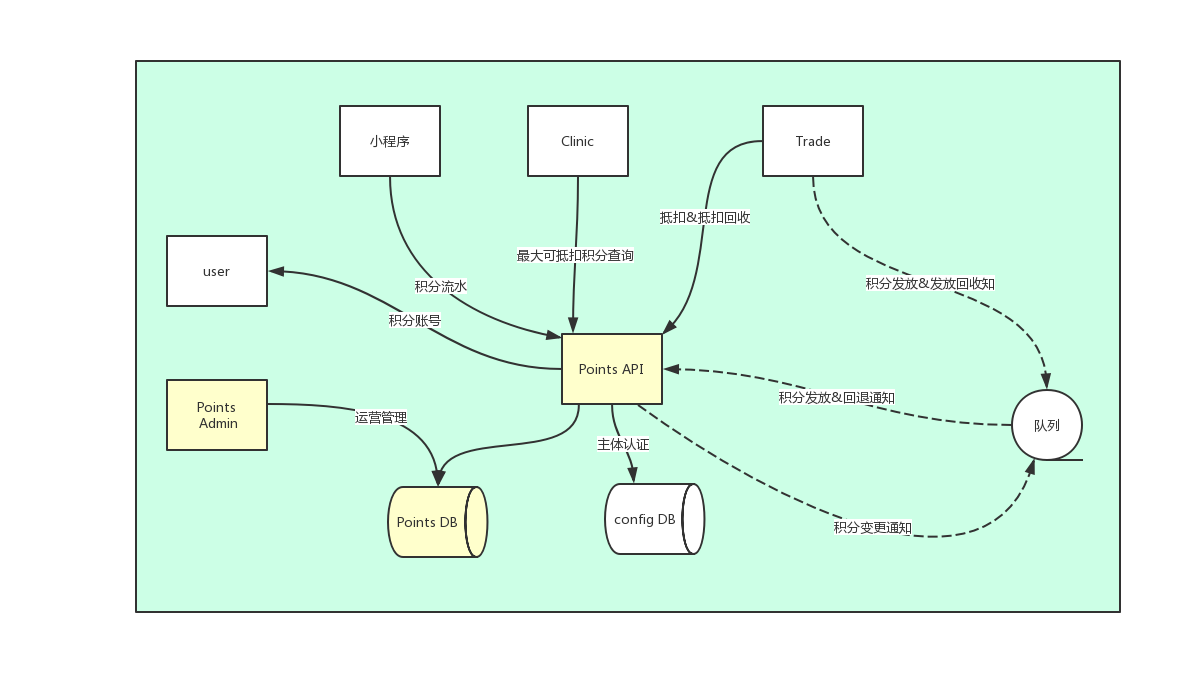 小程序
Clinic
Trade
抵扣&抵扣回收
最大可抵扣积分查询
user
积分流水
积分发放&发放回收知
积分账号
Points API
积分发放&回退通知
Points
Admin
运营管理
队列
主体认证
Points DB
config DB
积分变更通知